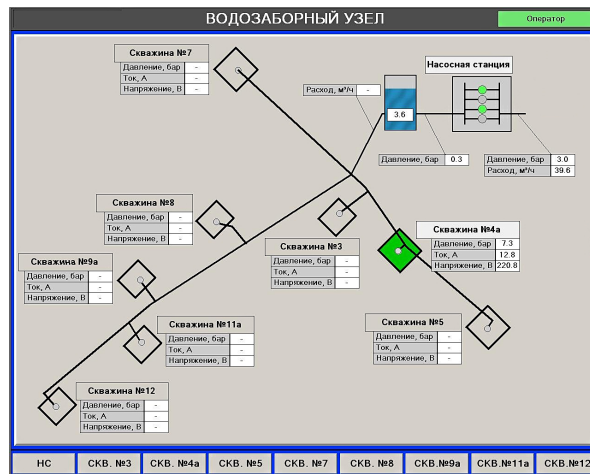 ВОДОЗАБОРНЫЙ УЗЕЛ
Оператор
Скважина №7
Давление, бар -
Ток, А -
Напряжение, В -
Насосная станция
Расход, м³/ч -
3.6
Давление, бар 0.3
Давление, бар 3.0
Расход, м³/ч 39.6
Скважина №8
Давление, бар -
Ток, А -
Напряжение, В -
Скважина №3
Давление, бар -
Ток, А -
Напряжение, В -
Скважина №4а
Давление, бар 7.3
Ток, А 12.8
Напряжение, В 220.8
Скважина №9а
Давление, бар -
Ток, А -
Напряжение, В -
Скважина №11а
Давление, бар -
Ток, А -
Напряжение, В -
Скважина №5
Давление, бар -
Ток, А -
Напряжение, В -
Скважина №12
Давление, бар -
Ток, А -
Напряжение, В -
НС СКВ. №3 СКВ. №4а СКВ. №5 СКВ. №7 СКВ. №8 СКВ.№9а СКВ.№11а СКВ.№12